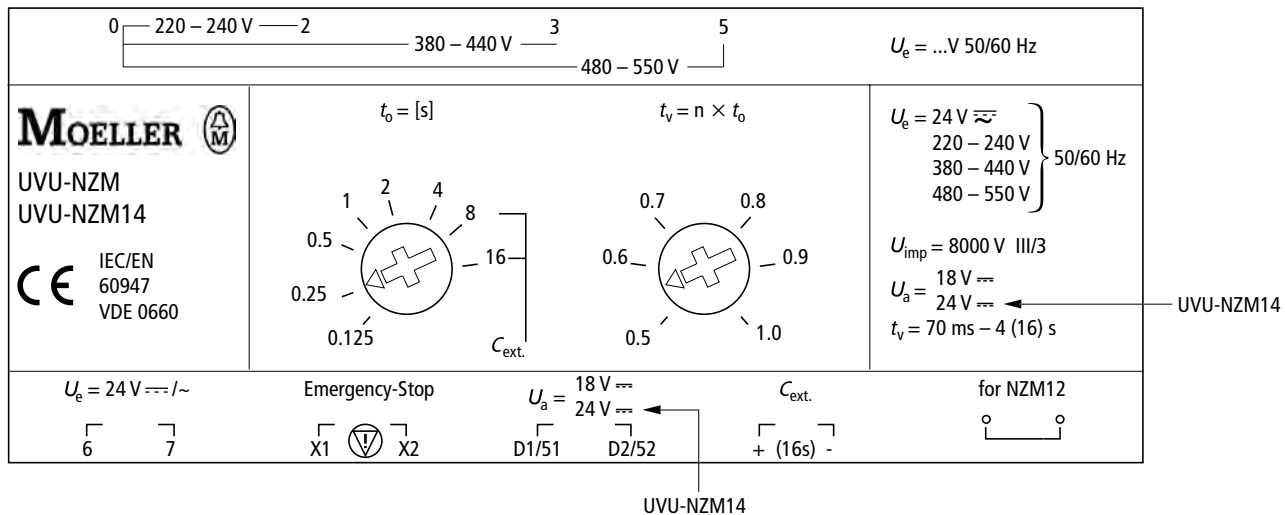 0 220 – 240 V 2
380 – 440 V 3
480 – 550 V 5
Ue = ...V 50/60 Hz
MOELLER M
UVU-NZM
UVU-NZM14
CE
IEC/EN
60947
VDE 0660
to = [s]
0.125
0.25
0.5
1
2
4
8
16
Cext.
tv = n × to
0.5
0.6
0.7
0.8
0.9
1.0
Ue = 24 V ⎓/~
220 – 240 V
380 – 440 V
480 – 550 V
50/60 Hz
Uimp = 8000 V III/3
Ua = 18 V ⎓
24 V ⎓
UVU-NZM14
tv = 70 ms – 4 (16) s
Ue = 24 V ⎓/~
6 7
Emergency-Stop
X1 X2
Ua = 18 V ⎓
24 V ⎓
D1/51 D2/52
Cext.
+ (16s) -
for NZM12
UVU-NZM14